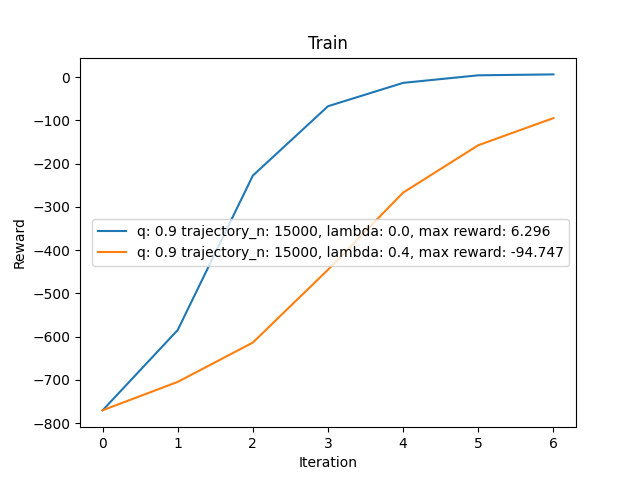 Train
Reward
0
−100
−200
−300
−400
−500
−600
−700
−800
q: 0.9 trajectory_n: 15000, lambda: 0.0, max reward: 6.296
q: 0.9 trajectory_n: 15000, lambda: 0.4, max reward: -94.747
0 1 2 3 4 5 6
Iteration